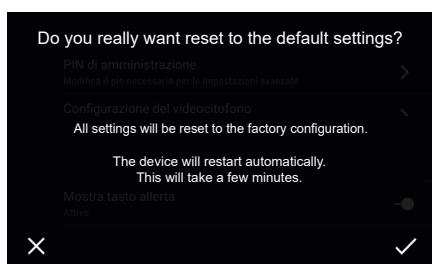 Do you really want reset to the default settings?
PIN di amministrazione
Modifica il pin necessario per le impostazioni avanzate
Configurazione del videocitofono
All settings will be reset to the factory configuration.
The device will restart automatically.
This will take a few minutes.
Mostra tasto allerta
Attivo